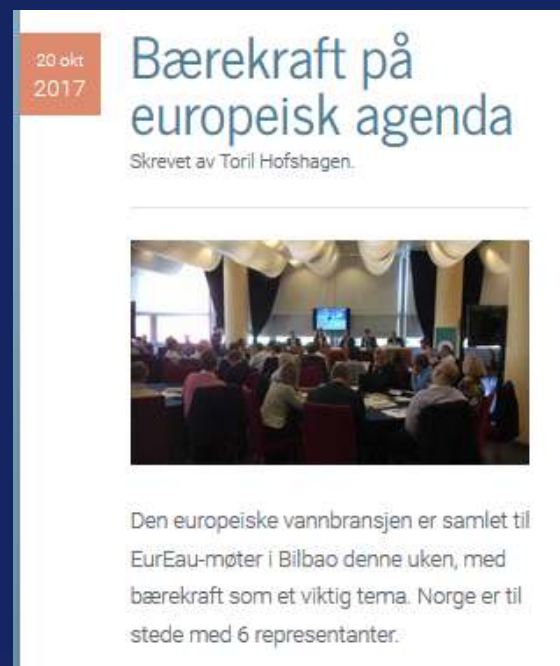 20 okt
2017
Bærekraft på
europeisk agenda
Skrevet av Toril Hofshagen.
Den europeiske vannbransjen er samlet til
EurEau-møter i Bilbao denne uken, med
bærekraft som et viktig tema. Norge er til
stede med 6 representanter.